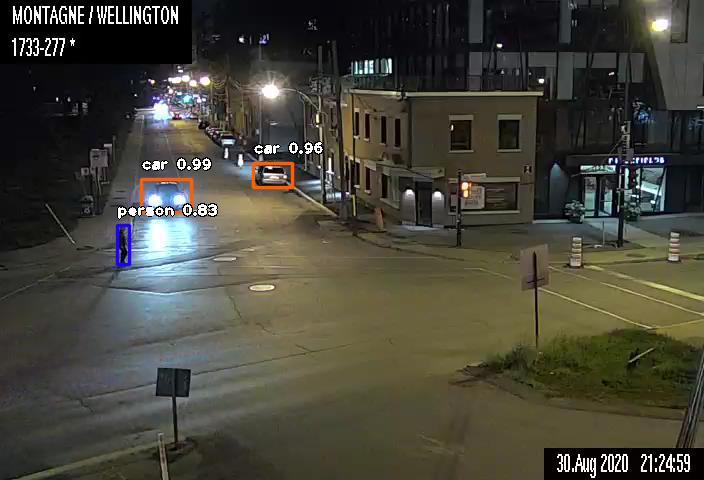 MONTAGNE / WELLINGTON
1733-277 *
car 0.96
car 0.99
person 0.83
30.Aug 2020 21:24:59